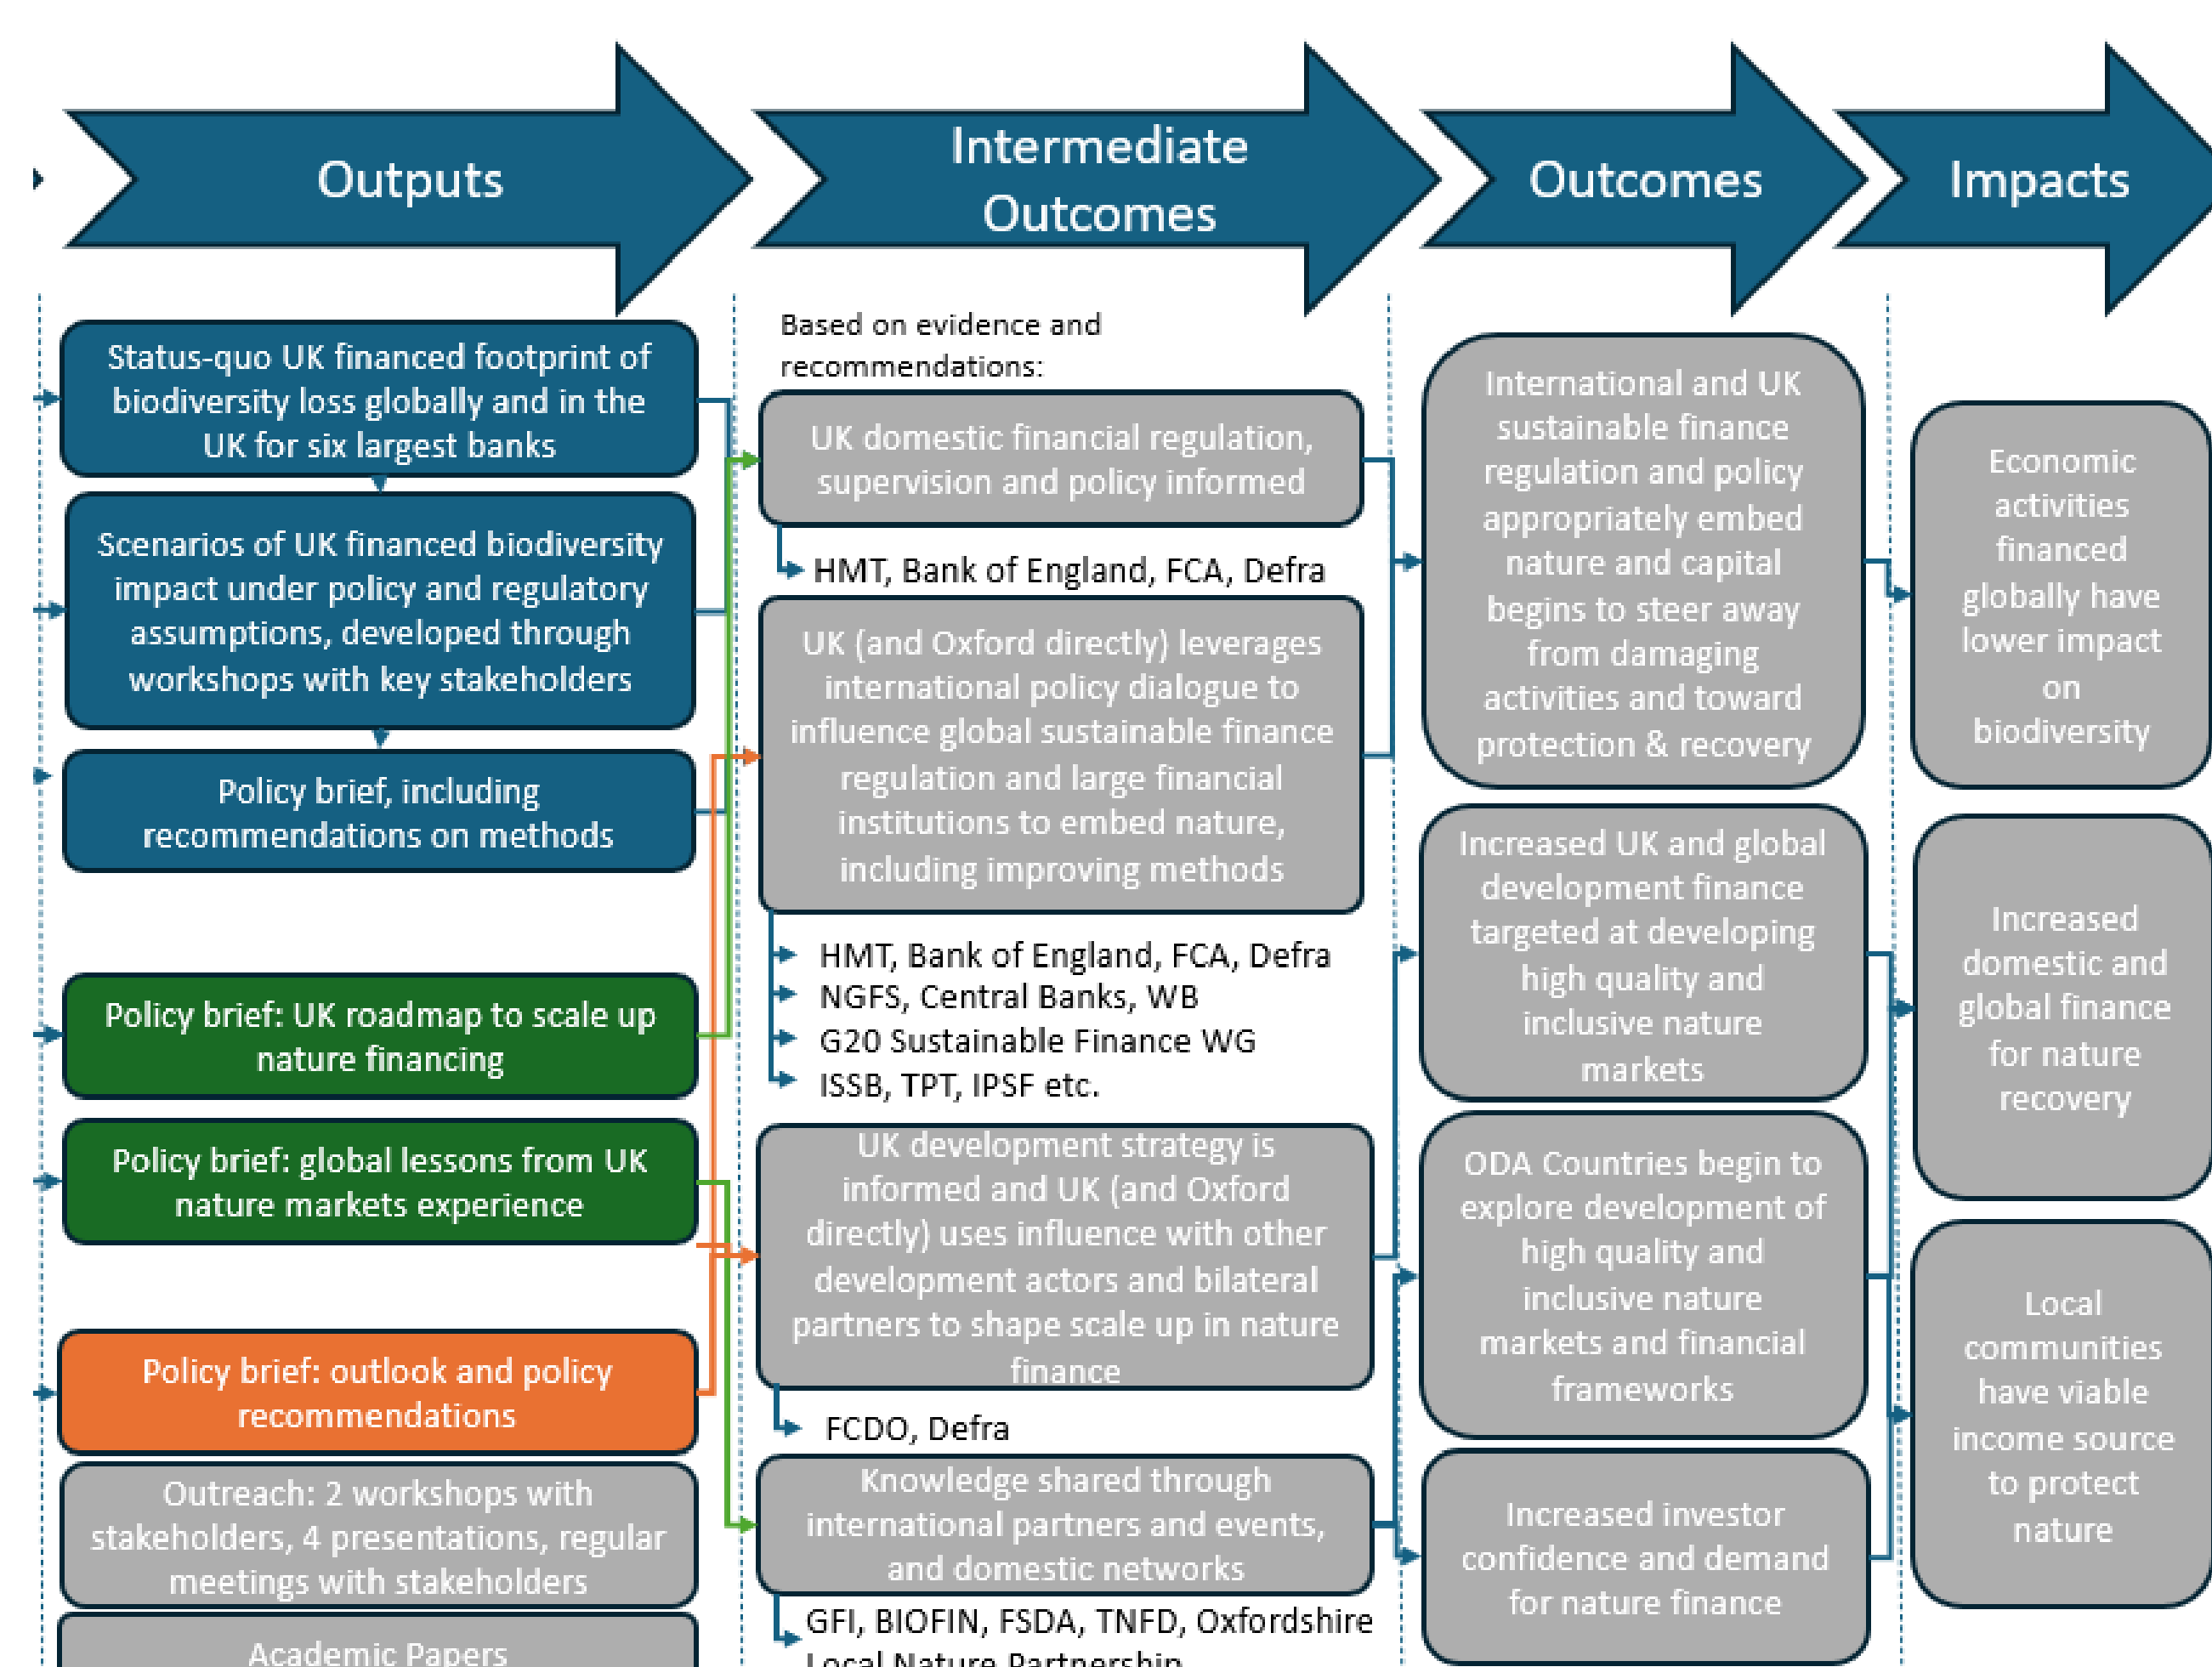 Outputs
Intermediate
Outcomes
Outcomes
Impacts
Status-quo UK financed footprint of
biodiversity loss globally and in the
UK for six largest banks
Scenarios of UK financed biodiversity
impact under policy and regulatory
assumptions, developed through
workshops with key stakeholders
Policy brief, including
recommendations on methods
Policy brief: UK roadmap to scale up
nature financing
Policy brief: global lessons from UK
nature markets experience
Policy brief: outlook and policy
recommendations
Outreach: 2 workshops with
stakeholders, 4 presentations, regular
meetings with stakeholders
Academic Papers
Based on evidence and
recommendations:
UK domestic financial regulation,
supervision and policy informed
HMT, Bank of England, FCA, Defra
UK (and Oxford directly) leverages
international policy dialogue to
influence global sustainable finance
regulation and large financial
institutions to embed nature,
including improving methods
HMT, Bank of England, FCA, Defra
NGFS, Central Banks, WB
G20 Sustainable Finance WG
ISSB, TPT, IPSF etc.
UK development strategy is
informed and UK (and Oxford
directly) uses influence with other
development actors and bilateral
partners to shape scale up in nature
finance
FCDO, Defra
Knowledge shared through
international partners and events,
and domestic networks
GFI, BIOFIN, FSDA, TNFD, Oxfordshire
Local Nature Partnership
International and UK
sustainable finance
regulation and policy
appropriately embed
nature and capital
begins to steer away
from damaging
activities and toward
protection & recovery
Increased UK and global
development finance
targeted at developing
high quality and
inclusive nature
markets
ODA Countries begin to
explore development of
high quality and
inclusive nature
markets and financial
frameworks
Increased investor
confidence and demand
for nature finance
Economic
activities
financed
globally have
lower impact
on
biodiversity
Increased
domestic and
global finance
for nature
recovery
Local
communities
have viable
income source
to protect
nature